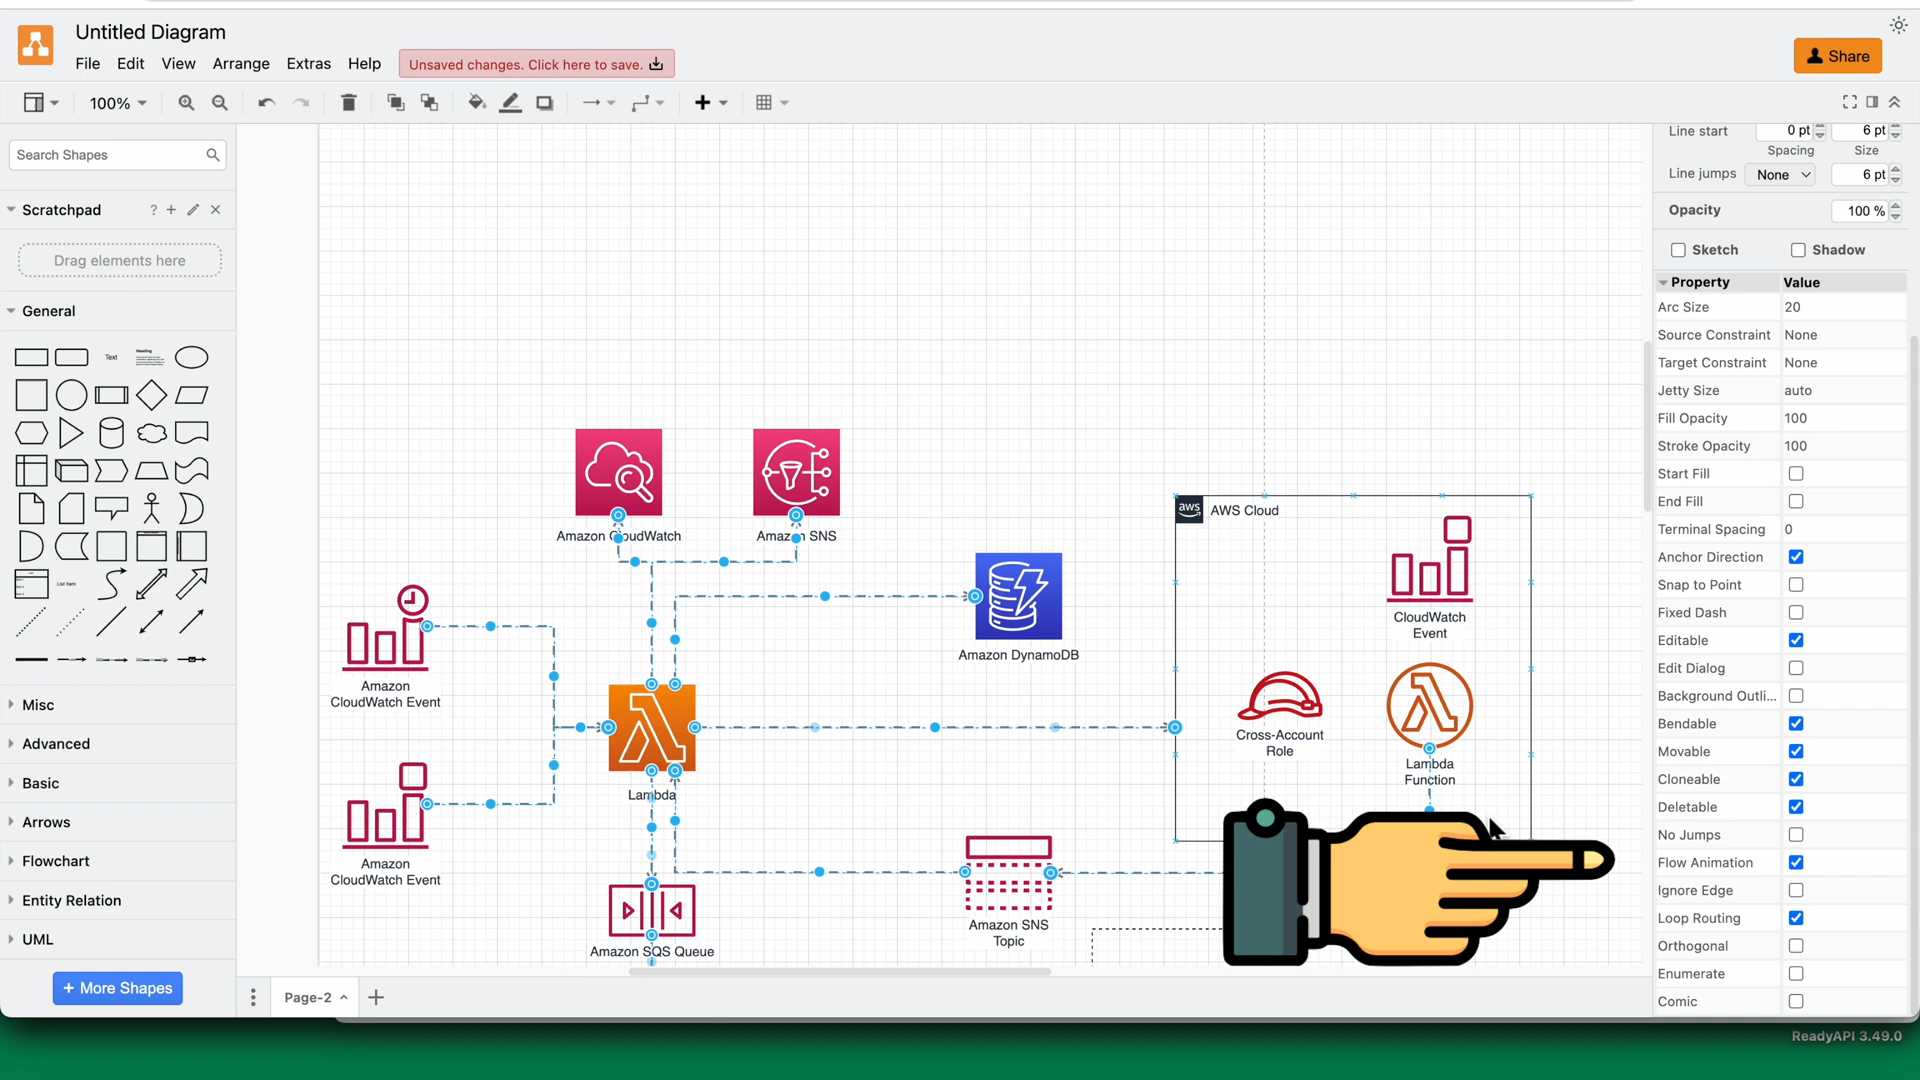 Untitled Diagram
File Edit View Arrange Extras Help
Unsaved changes. Click here to save.
Share
100%
Search Shapes
Scratchpad
?
Drag elements here
General
Text
Heading
List Item
Misc
Advanced
Basic
Arrows
Flowchart
Entity Relation
UML
+ More Shapes
Amazon CloudWatch
Amazon SNS
Amazon DynamoDB
Amazon
CloudWatch Event
Lambda
Amazon
CloudWatch Event
Amazon SQS Queue
Amazon SNS
Topic
aws
AWS Cloud
CloudWatch
Event
Cross-Account
Role
Lambda
Function
Page-2
Line start 0 pt 6 pt
Spacing Size
Line jumps None 6 pt
Opacity 100 %
Sketch Shadow
Property Value
Arc Size 20
Source Constraint None
Target Constraint None
Jetty Size auto
Fill Opacity 100
Stroke Opacity 100
Start Fill
End Fill
Terminal Spacing 0
Anchor Direction
Snap to Point
Fixed Dash
Editable
Edit Dialog
Background Outli...
Bendable
Movable
Cloneable
Deletable
No Jumps
Flow Animation
Ignore Edge
Loop Routing
Orthogonal
Enumerate
Comic
ReadyAPI 3.49.0